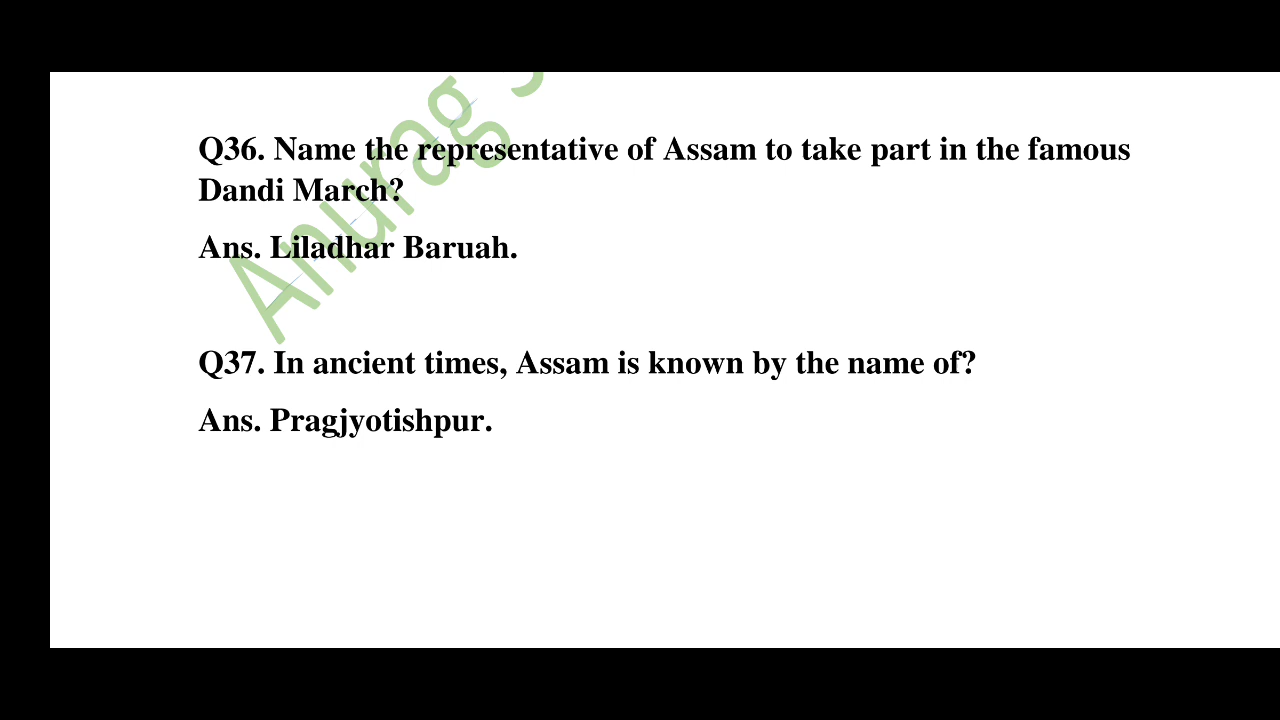 Q36. Name the representative of Assam to take part in the famous
Dandi March?
Ans. Liladhar Baruah.
Q37. In ancient times, Assam is known by the name of?
Ans. Pragjyotishpur.
Anurag